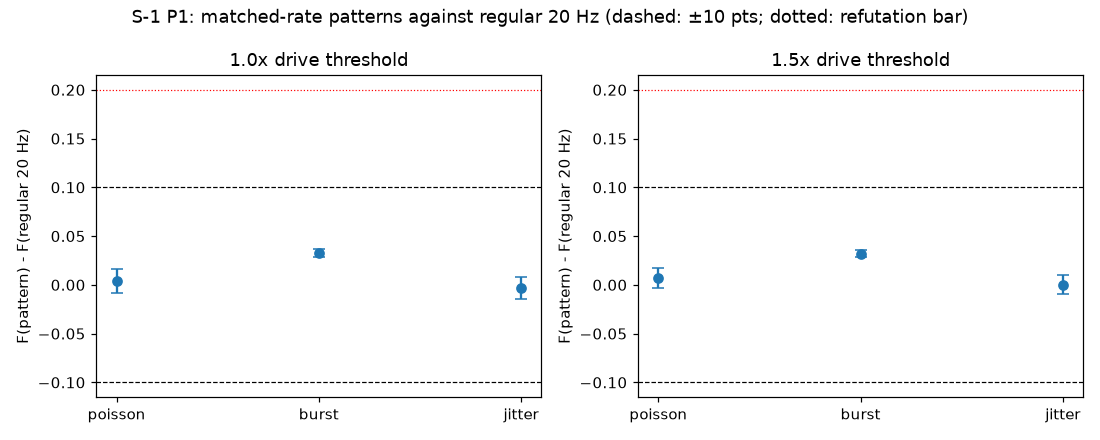 S-1 P1: matched-rate patterns against regular 20 Hz (dashed: ±10 pts; dotted: refutation bar)
1.0x drive threshold
F(pattern) - F(regular 20 Hz)
0.20
0.15
0.10
0.05
0.00
−0.05
−0.10
poisson burst jitter
1.5x drive threshold
F(pattern) - F(regular 20 Hz)
0.20
0.15
0.10
0.05
0.00
−0.05
−0.10
poisson burst jitter